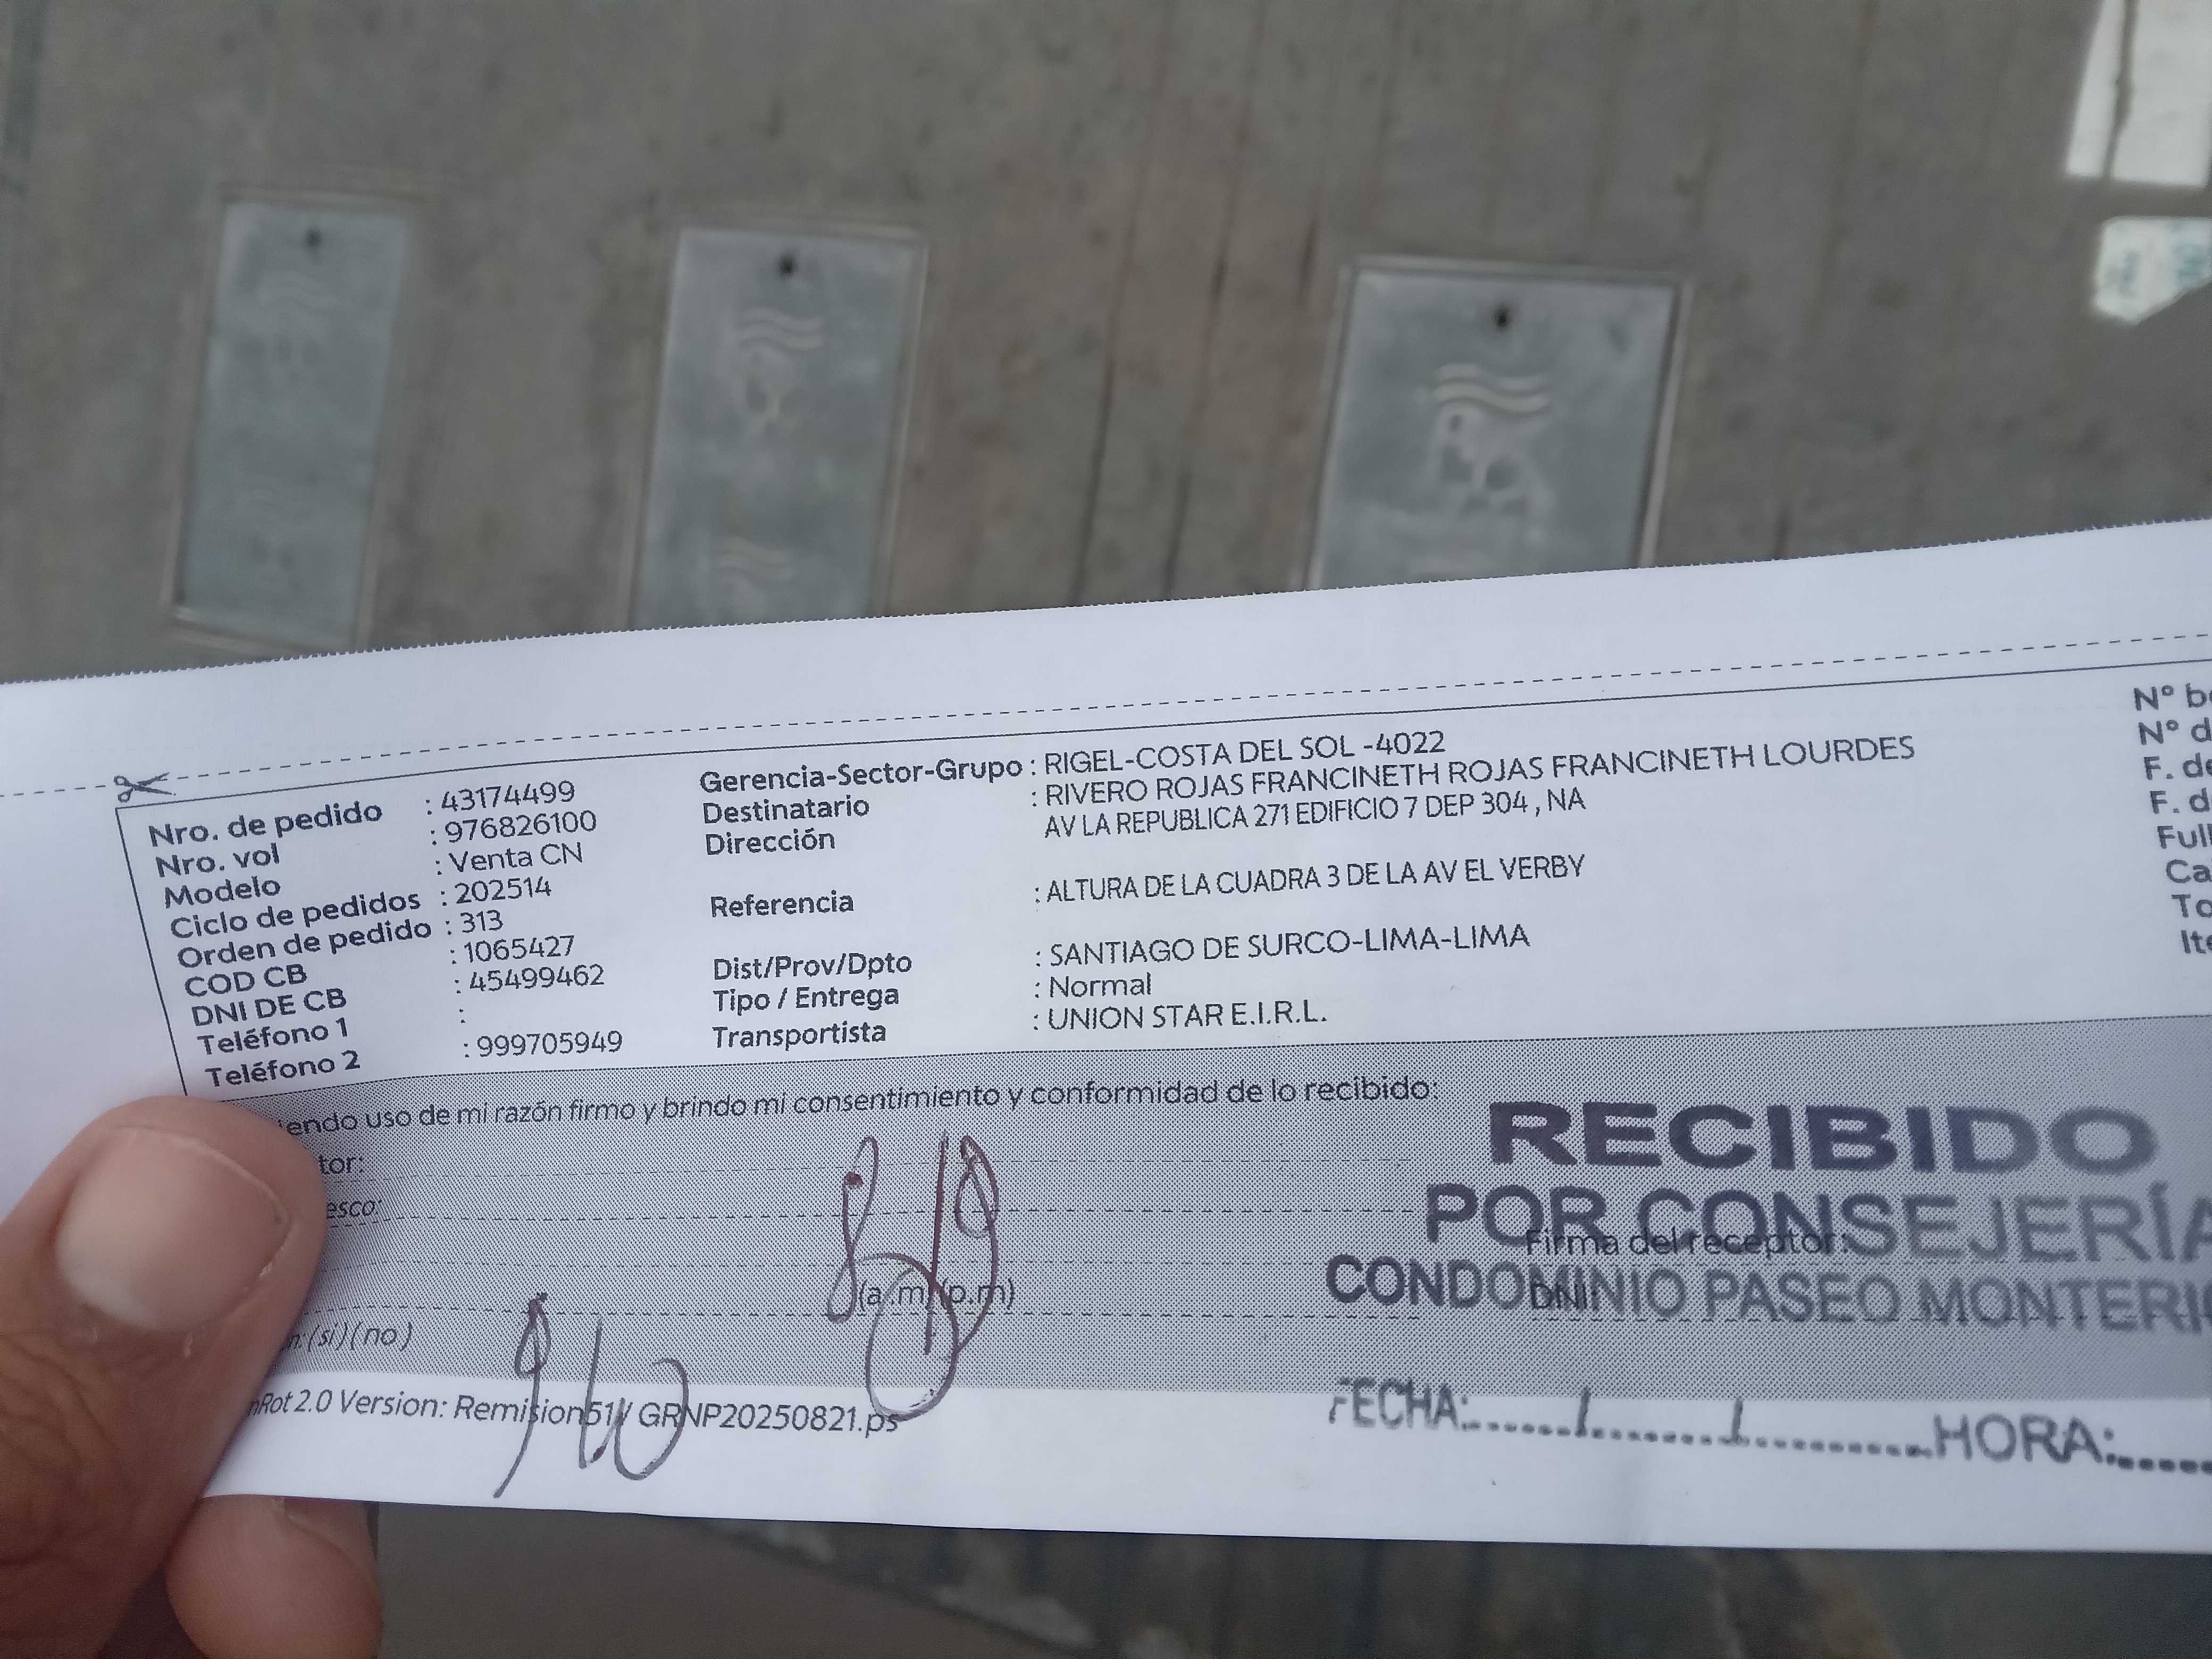 Nro. de pedido : 43174499
Nro. vol : 976826100
Modelo : Venta CN
Ciclo de pedidos : 202514
Orden de pedido : 313
COD CB : 1065427
DNI DE CB : 45499462
Teléfono 1 :
Teléfono 2 : 999705949
Gerencia-Sector-Grupo : RIGEL-COSTA DEL SOL -4022
Destinatario : RIVERO ROJAS FRANCINETH ROJAS FRANCINETH LOURDES
Dirección AV LA REPUBLICA 271 EDIFICIO 7 DEP 304 , NA
Referencia : ALTURA DE LA CUADRA 3 DE LA AV EL VERBY
Dist/Prov/Dpto : SANTIAGO DE SURCO-LIMA-LIMA
Tipo / Entrega : Normal
Transportista : UNION STAR E.I.R.L.
N° b
N° d
F. de
F. d
Full
Ca
To
Ite
iendo uso de mi razón firmo y brindo mi consentimiento y conformidad de lo recibido:
tor:
esco:
(a.m)(p.m)
(si)(no)
Firma del receptor:
DNI
RECIBIDO
POR CONSEJERÍA
CONDOMINIO PASEO MONTERI
FECHA:......../........./..........HORA:......
nRot 2.0 Version: Remision51V GRNP20250821.ps